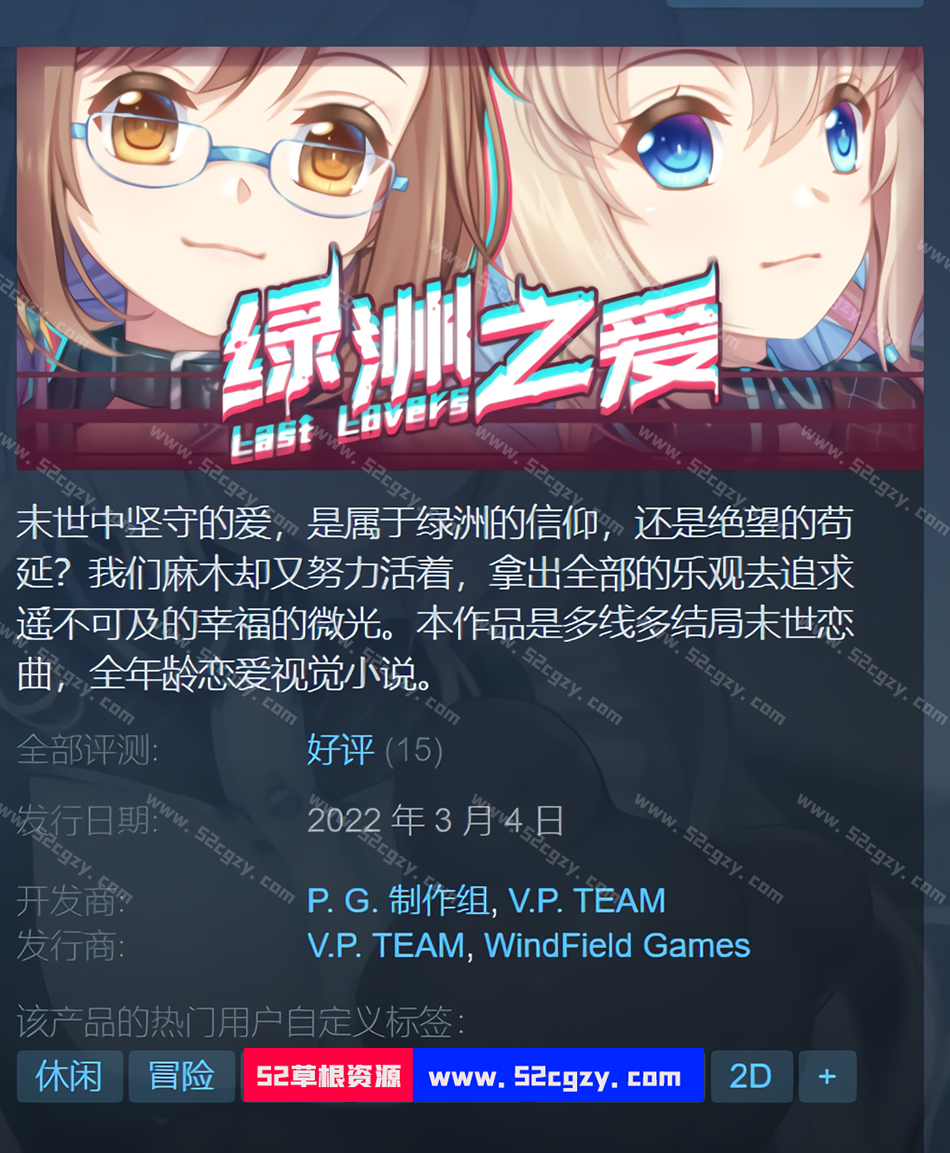 绿洲之爱
Last Lovers
末世中坚守的爱，是属于绿洲的信仰，还是绝望的苟
延？我们麻木却又努力活着，拿出全部的乐观去追求
遥不可及的幸福的微光。本作品是多线多结局末世恋
曲，全年龄恋爱视觉小说。
全部评测: 好评 (15)
发行日期: 2022 年 3 月 4 日
开发商: P. G. 制作组, V.P. TEAM
发行商: V.P. TEAM, WindField Games
该产品的热门用户自定义标签:
休闲 冒险 52草根资源 www.52cgzy.com 2D +